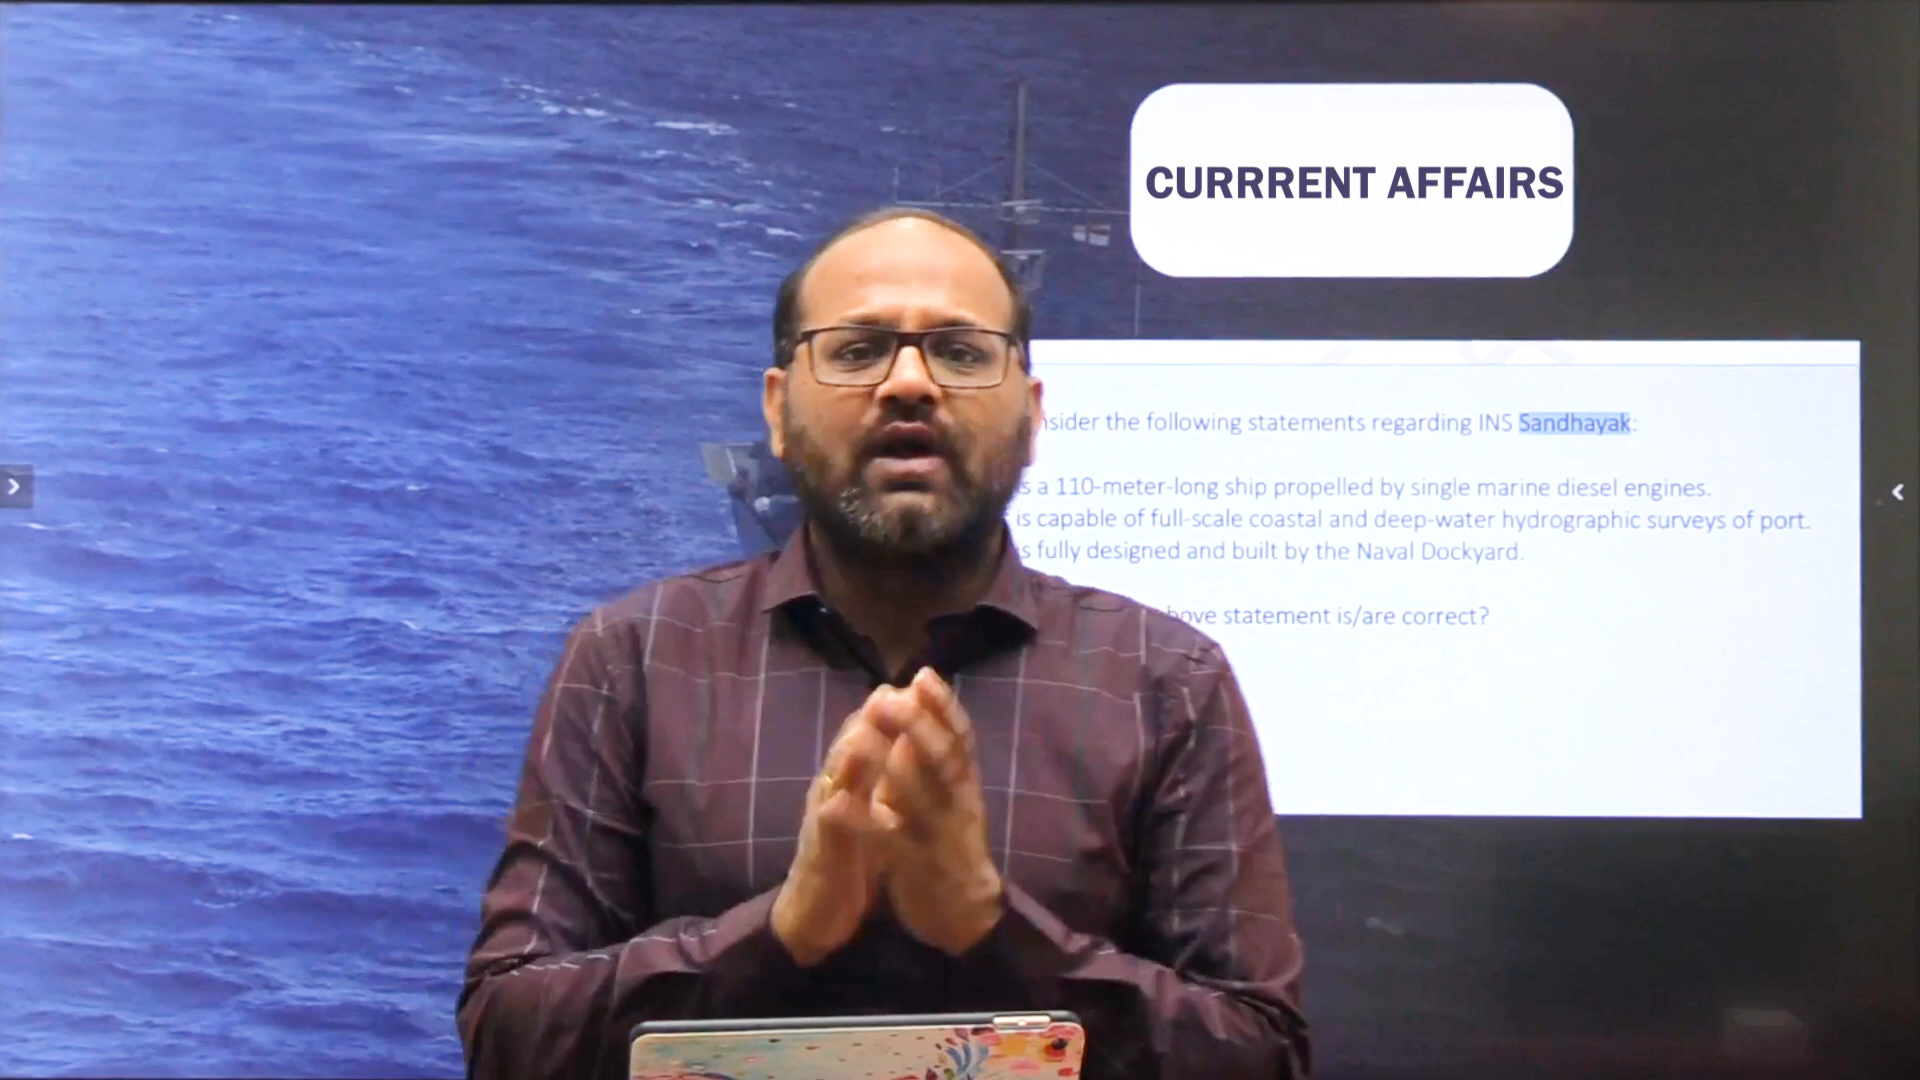 CURRRENT AFFAIRS
the following statements regarding INS Sandhayak:
a 110-meter-long ship propelled by single marine diesel engines.
is capable of full-scale coastal and deep-water hydrographic surveys of port.
fully designed and built by the Naval Dockyard.
statement is/are correct?